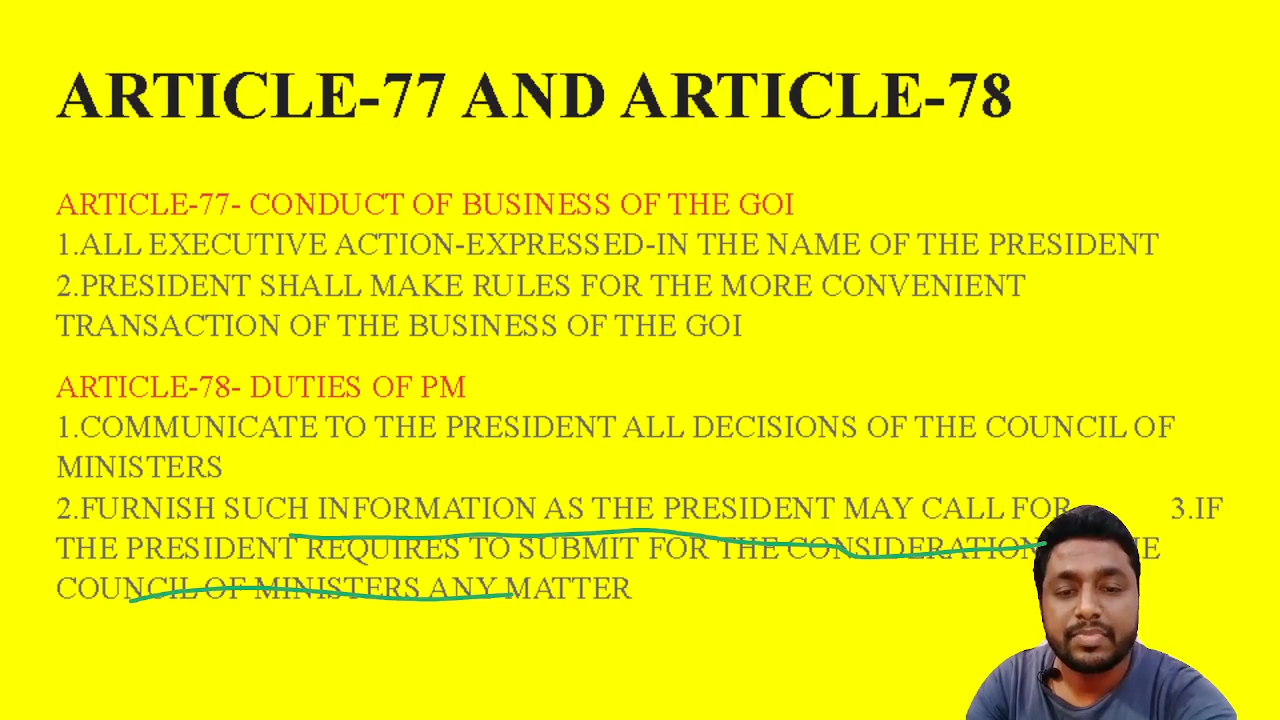 ARTICLE-77 AND ARTICLE-78
ARTICLE-77- CONDUCT OF BUSINESS OF THE GOI
1.ALL EXECUTIVE ACTION-EXPRESSED-IN THE NAME OF THE PRESIDENT
2.PRESIDENT SHALL MAKE RULES FOR THE MORE CONVENIENT
TRANSACTION OF THE BUSINESS OF THE GOI
ARTICLE-78- DUTIES OF PM
1.COMMUNICATE TO THE PRESIDENT ALL DECISIONS OF THE COUNCIL OF
MINISTERS
2.FURNISH SUCH INFORMATION AS THE PRESIDENT MAY CALL FOR 3.IF
THE PRESIDENT REQUIRES TO SUBMIT FOR THE CONSIDERATION
COUNCIL OF MINISTERS ANY MATTER